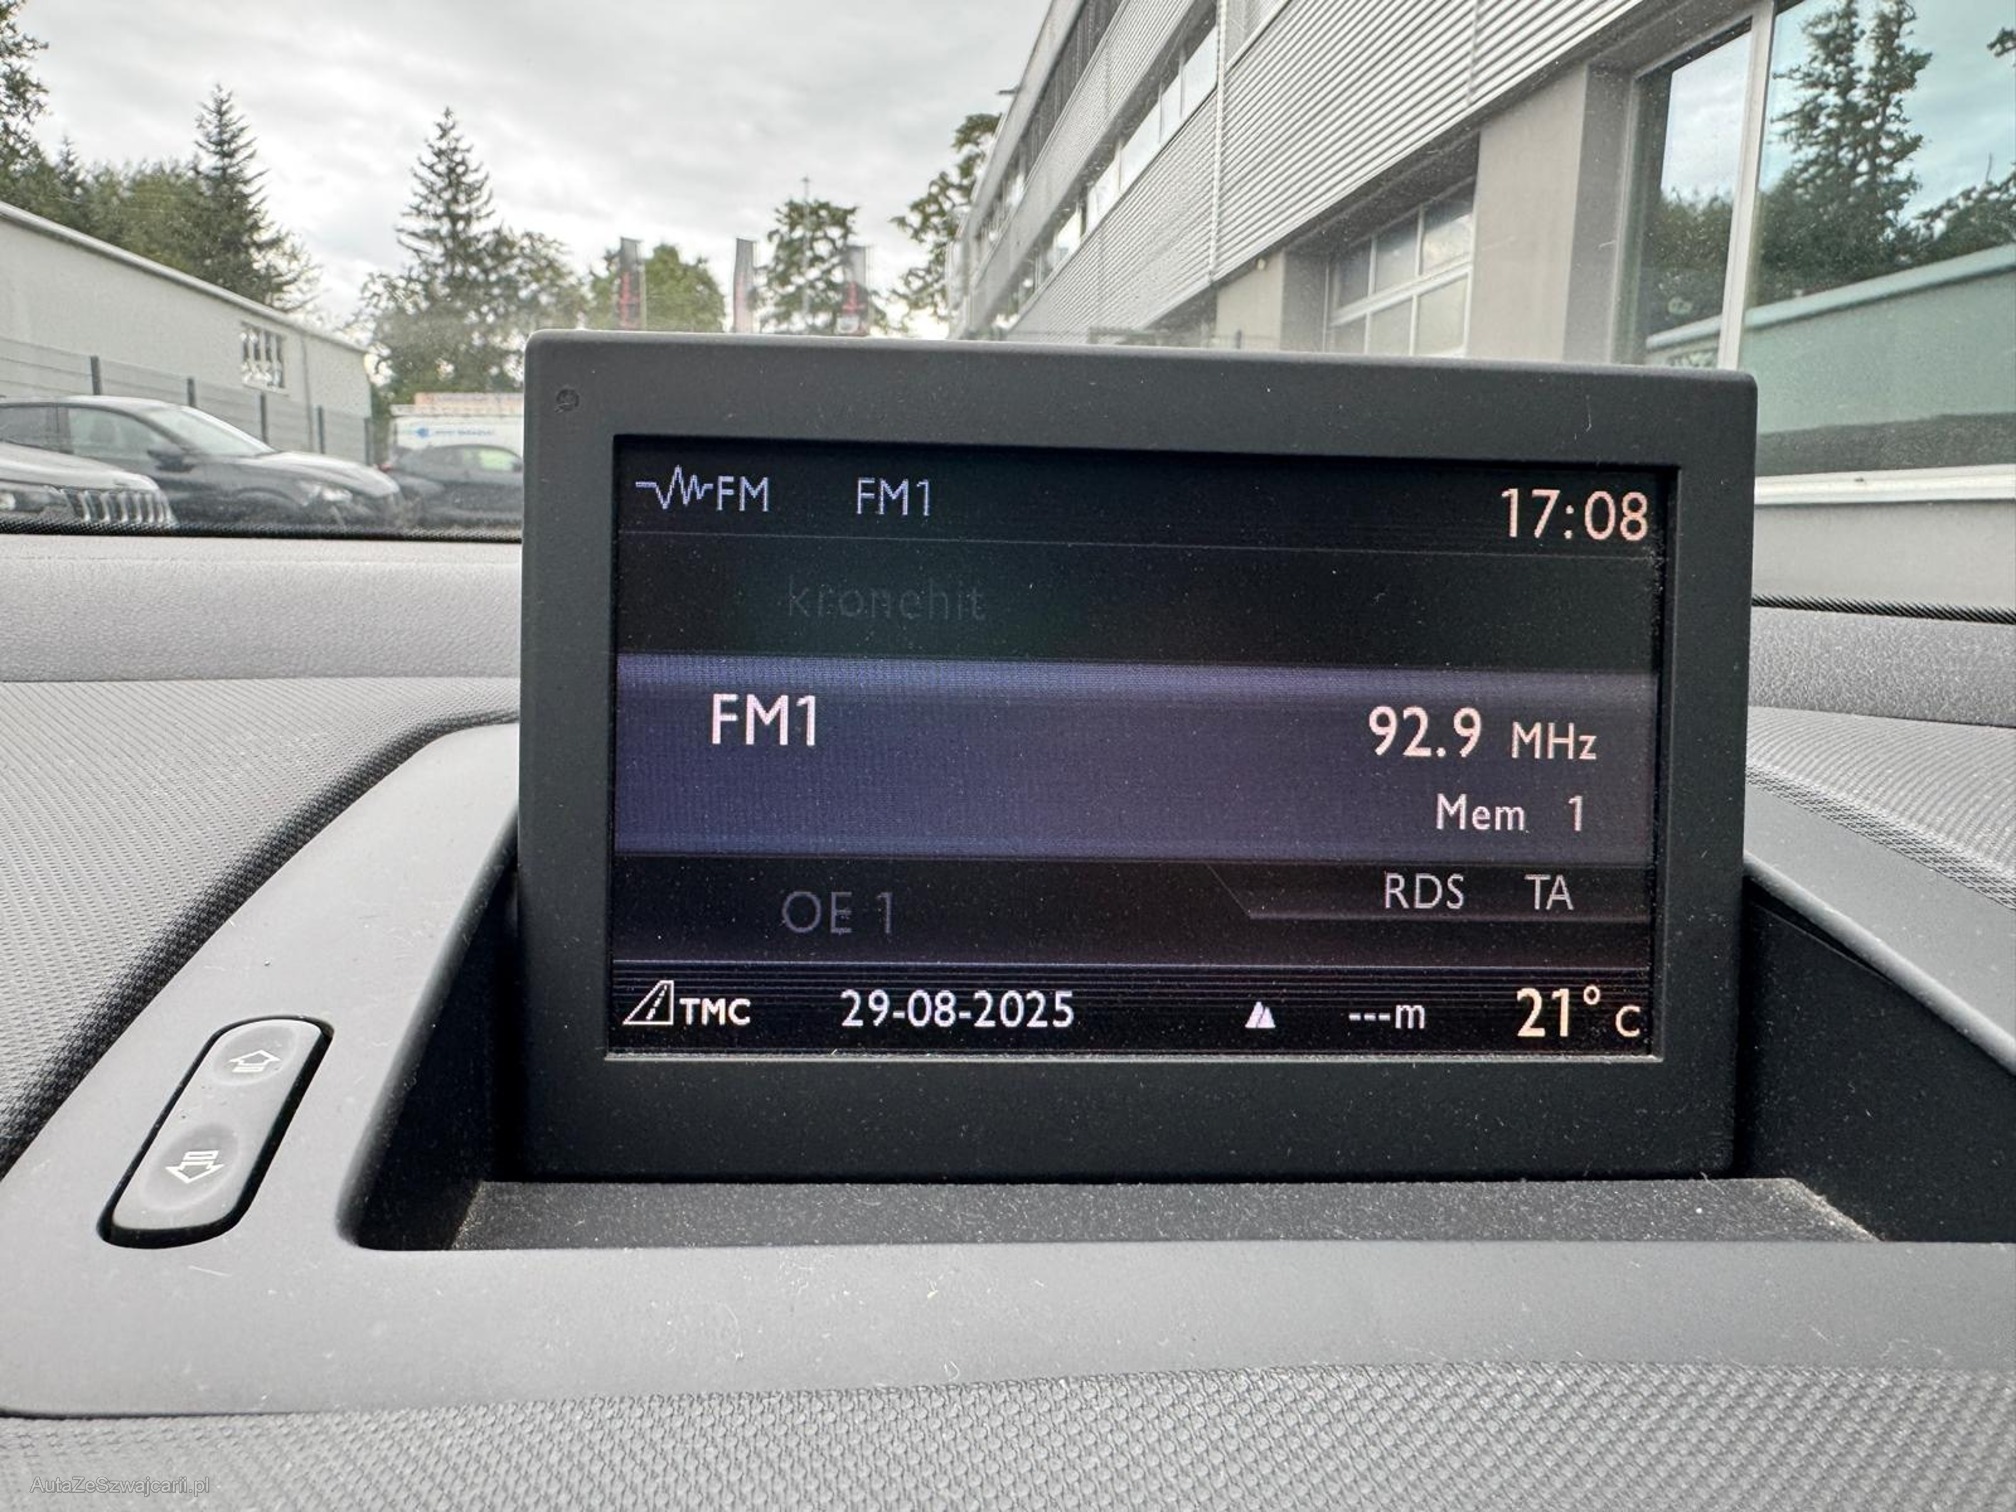 FM FM1 17:08
kronehit
FM1 92.9 MHz
Mem 1
OE 1 RDS TA
TMC 29-08-2025 ---m 21° C
AutaZeSzwajcarii.pl